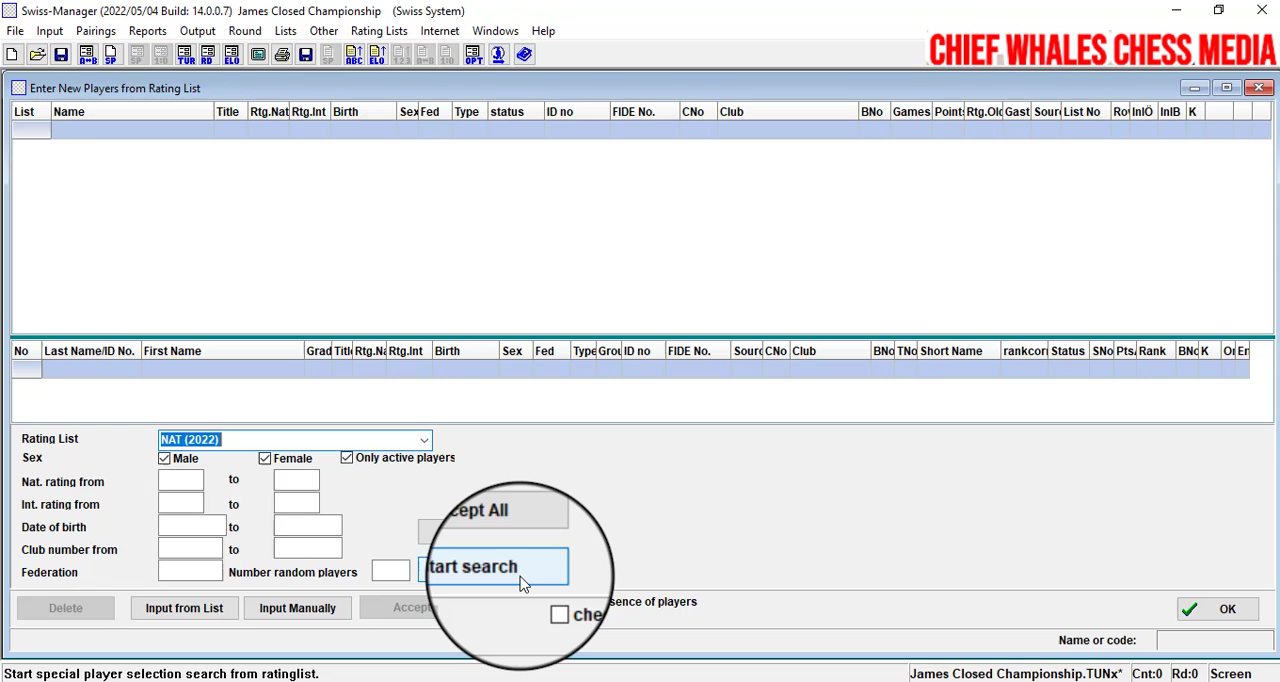 Swiss-Manager (2022/05/04 Build: 14.0.0.7) James Closed Championship (Swiss System)
File Input Pairings Reports Output Round Lists Other Rating Lists Internet Windows Help
CHIEF WHALES CHESS MEDIA
Enter New Players from Rating List
List Name Title Rtg.Nat Rtg.Int Birth Sex Fed Type status ID no FIDE No. CNo Club BNo Games Point Rtg.Old Gast Sour List No Ro InIÖ InIB K
No Last Name/ID No. First Name Grad Titl Rtg.Na Rtg.Int Birth Sex Fed Type Grou ID no FIDE No. Sourc CNo Club BNo TNo Short Name rankcorr Status SNo Pts. Rank BNo K Or En
Rating List NAT (2022)
Sex Male Female Only active players
Nat. rating from to
Int. rating from to
Date of birth to
Club number from to
Federation Number random players
cept All
tart search
Delete Input from List Input Manually Accept che sence of players OK
Name or code:
Start special player selection search from ratinglist. James Closed Championship.TUNx* Cnt:0 Rd:0 Screen